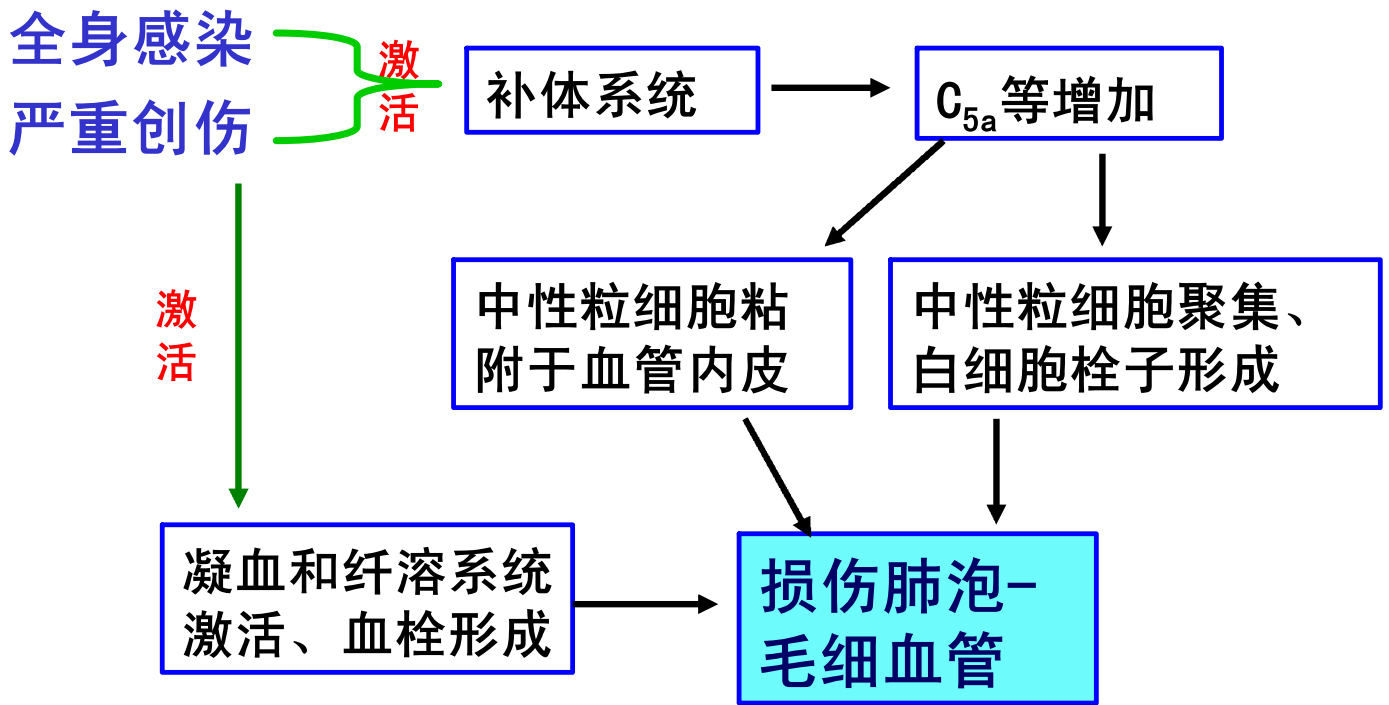 全身感染
严重创伤
激
活
补体系统
C5a等增加
中性粒细胞粘
附于血管内皮
中性粒细胞聚集、
白细胞栓子形成
激
活
凝血和纤溶系统
激活、血栓形成
损伤肺泡-
毛细血管